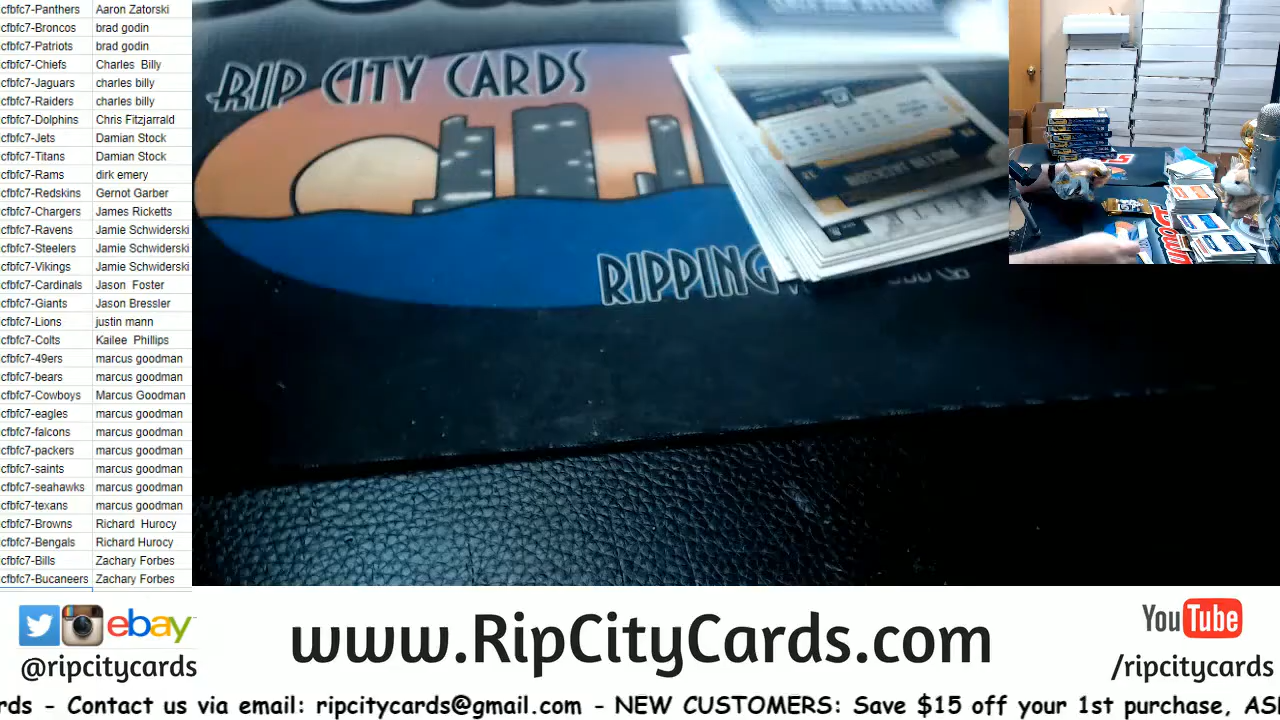 cfbfc7-Panthers Aaron Zatorski
cfbfc7-Broncos brad godin
cfbfc7-Patriots brad godin
cfbfc7-Chiefs Charles Billy
cfbfc7-Jaguars charles billy
cfbfc7-Raiders charles billy
cfbfc7-Dolphins Chris Fitzjarrald
cfbfc7-Jets Damian Stock
cfbfc7-Titans Damian Stock
cfbfc7-Rams dirk emery
cfbfc7-Redskins Gernot Garber
cfbfc7-Chargers James Ricketts
cfbfc7-Ravens Jamie Schwiderski
cfbfc7-Steelers Jamie Schwiderski
cfbfc7-Vikings Jamie Schwiderski
cfbfc7-Cardinals Jason Foster
cfbfc7-Giants Jason Bressler
cfbfc7-Lions justin mann
cfbfc7-Colts Kailee Phillips
cfbfc7-49ers marcus goodman
cfbfc7-bears marcus goodman
cfbfc7-Cowboys Marcus Goodman
cfbfc7-eagles marcus goodman
cfbfc7-falcons marcus goodman
cfbfc7-packers marcus goodman
cfbfc7-saints marcus goodman
cfbfc7-seahawks marcus goodman
cfbfc7-texans marcus goodman
cfbfc7-Browns Richard Hurocy
cfbfc7-Bengals Richard Hurocy
cfbfc7-Bills Zachary Forbes
cfbfc7-Bucaneers Zachary Forbes
RIP CITY CARDS
RIPPING
ebay
@ripcitycards
www.RipCityCards.com
YouTube
/ripcitycards
rds - Contact us via email: ripcitycards@gmail.com - NEW CUSTOMERS: Save $15 off your 1st purchase, ASI